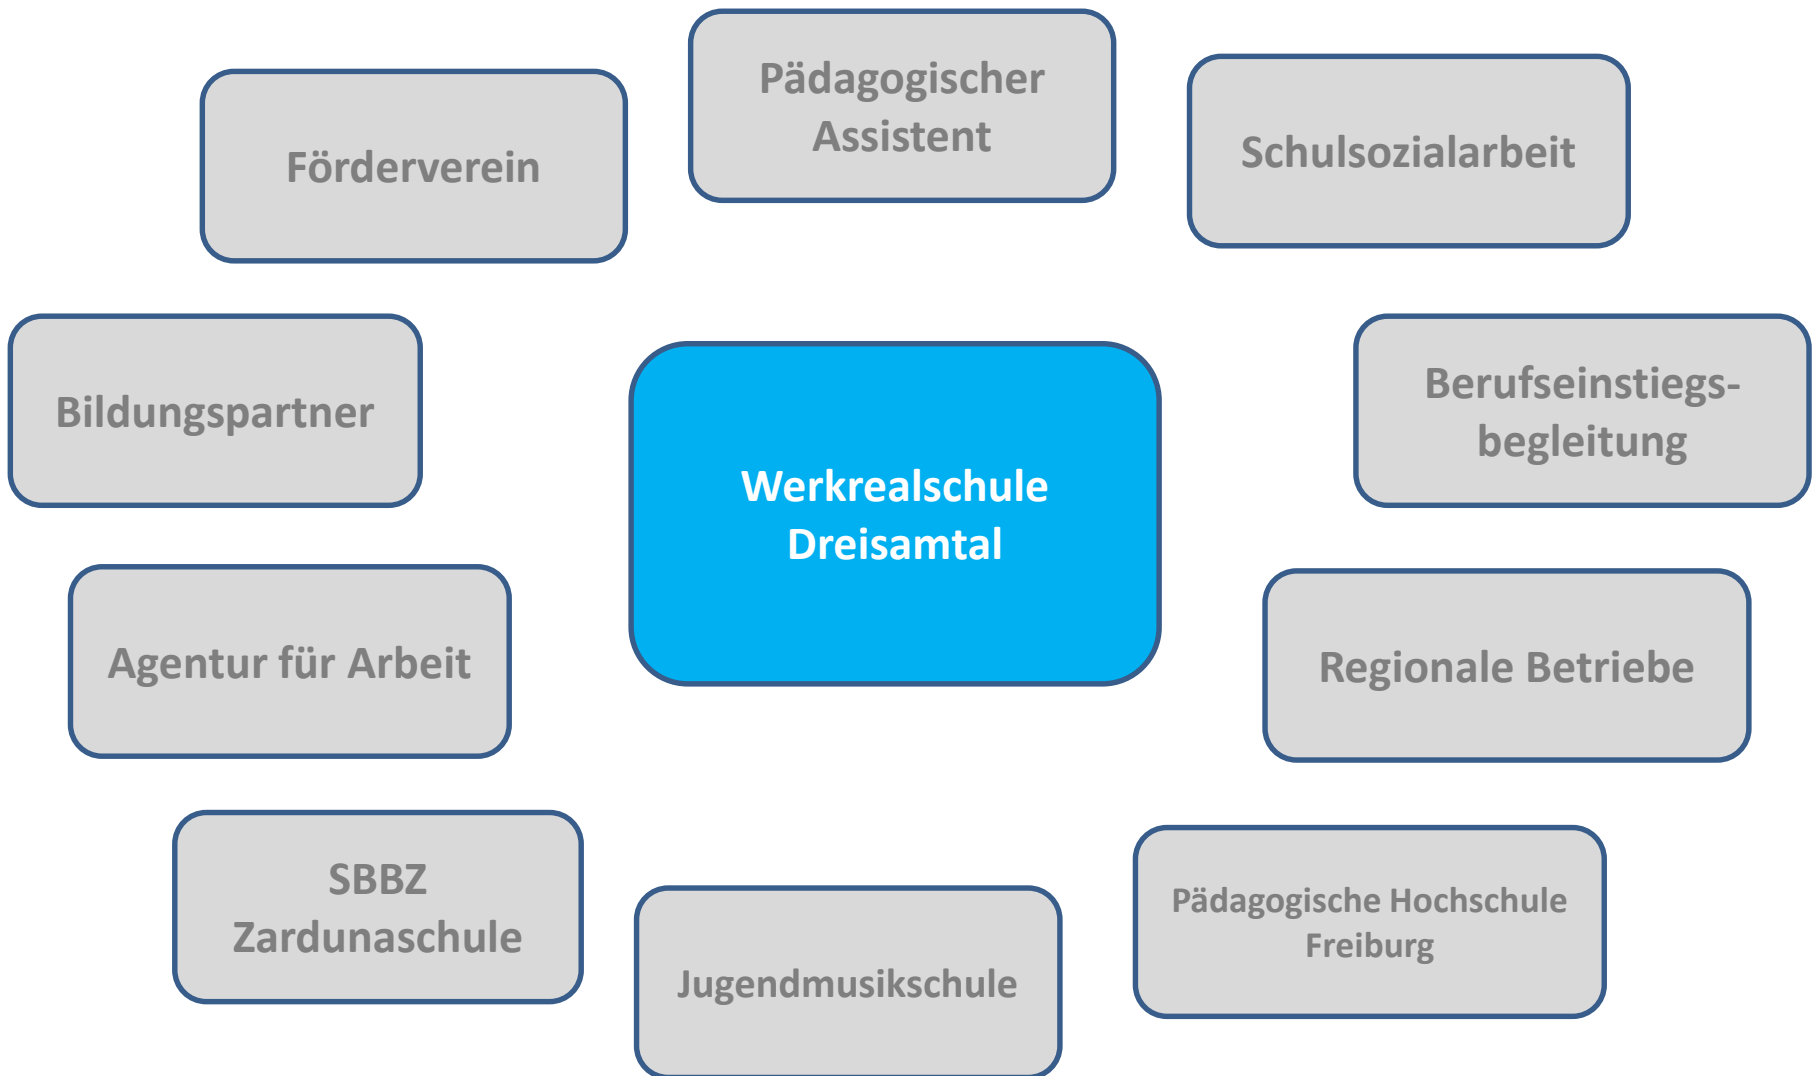 Pädagogischer
Assistent
Förderverein
Schulsozialarbeit
Bildungspartner
Werkrealschule
Dreisamtal
Berufseinstiegs-
begleitung
Agentur für Arbeit
Regionale Betriebe
SBBZ
Zardunaschule
Jugendmusikschule
Pädagogische Hochschule
Freiburg